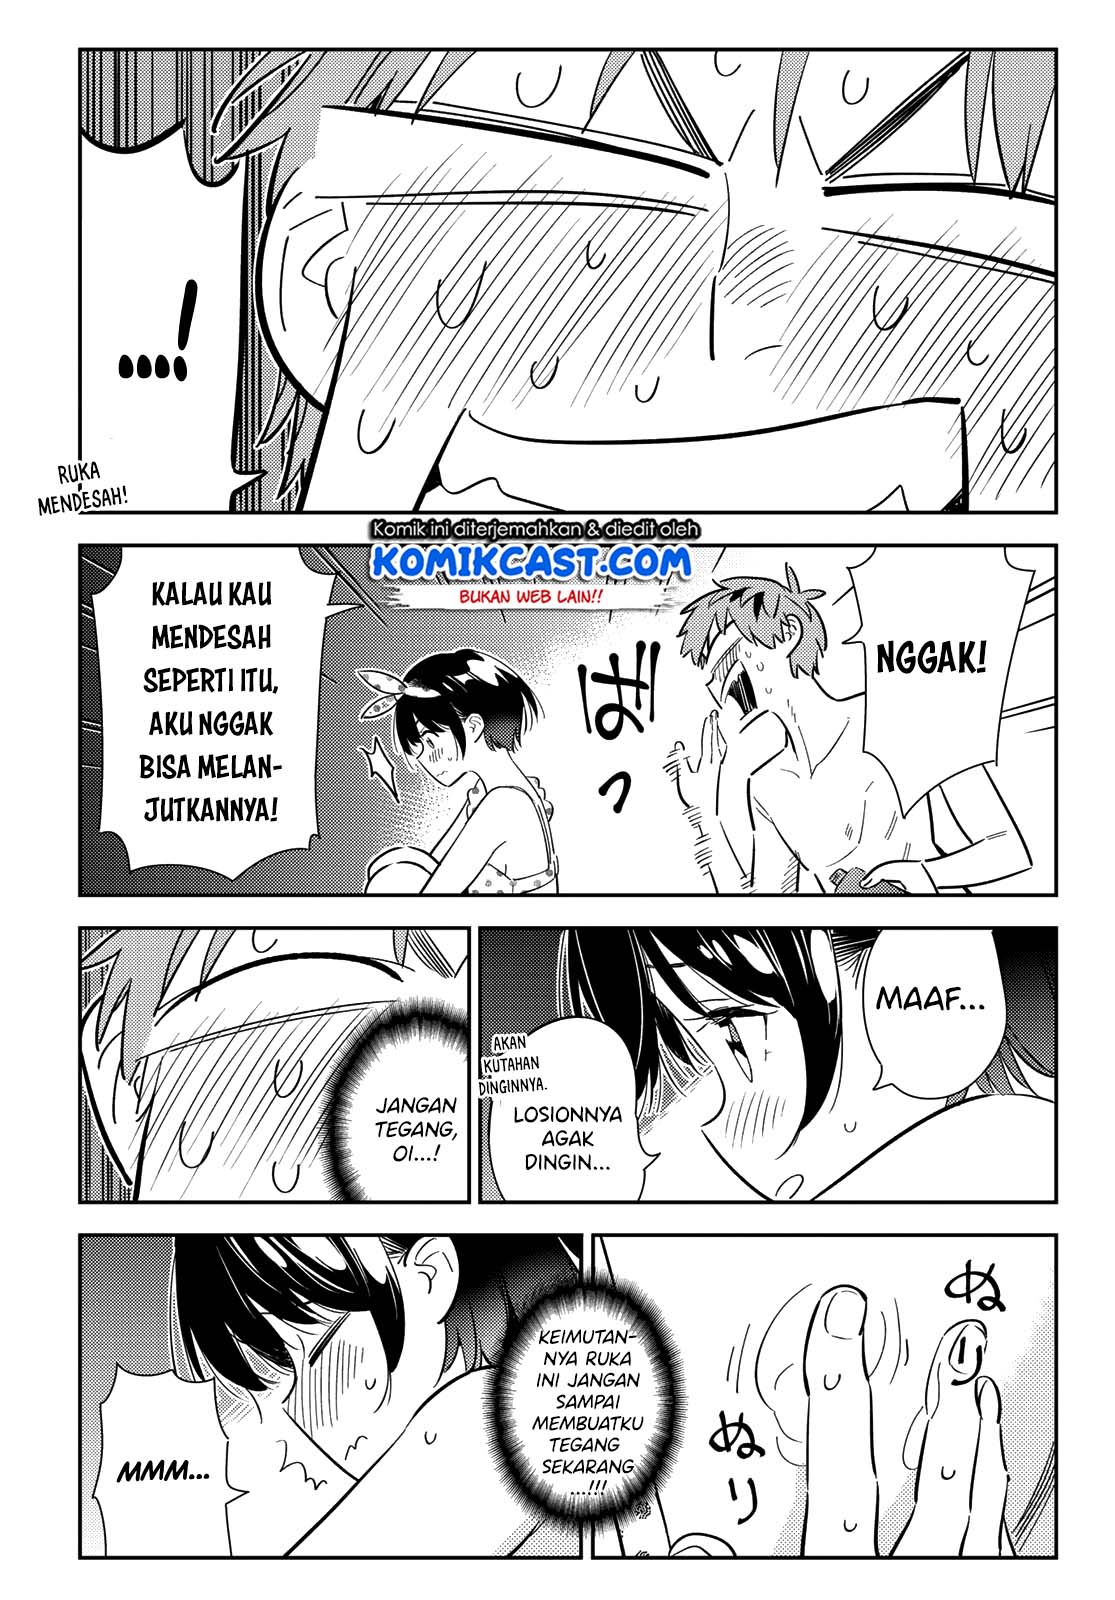 ....!
RUKA
MENDESAH!
Komik ini diterjemahkan & diedit oleh
KOMIKCAST.COM
BUKAN WEB LAIN!!
NGGAK!
KALAU KAU
MENDESAH
SEPERTI ITU,
AKU NGGAK
BISA MELAN-
JUTKANNYA!
ほ
っ
MAAF...
AKAN
KUTAHAN
DINGINNYA.
LOSIONNYA
AGAK
DINGIN...
JANGAN
TEGANG,
OI...!
ぬり
ぬり
KEIMUTAN-
NYA RUKA
INI JANGAN
SAMPAI
MEMBUATKU
TEGANG
SEKARANG
...!!!
MMM...